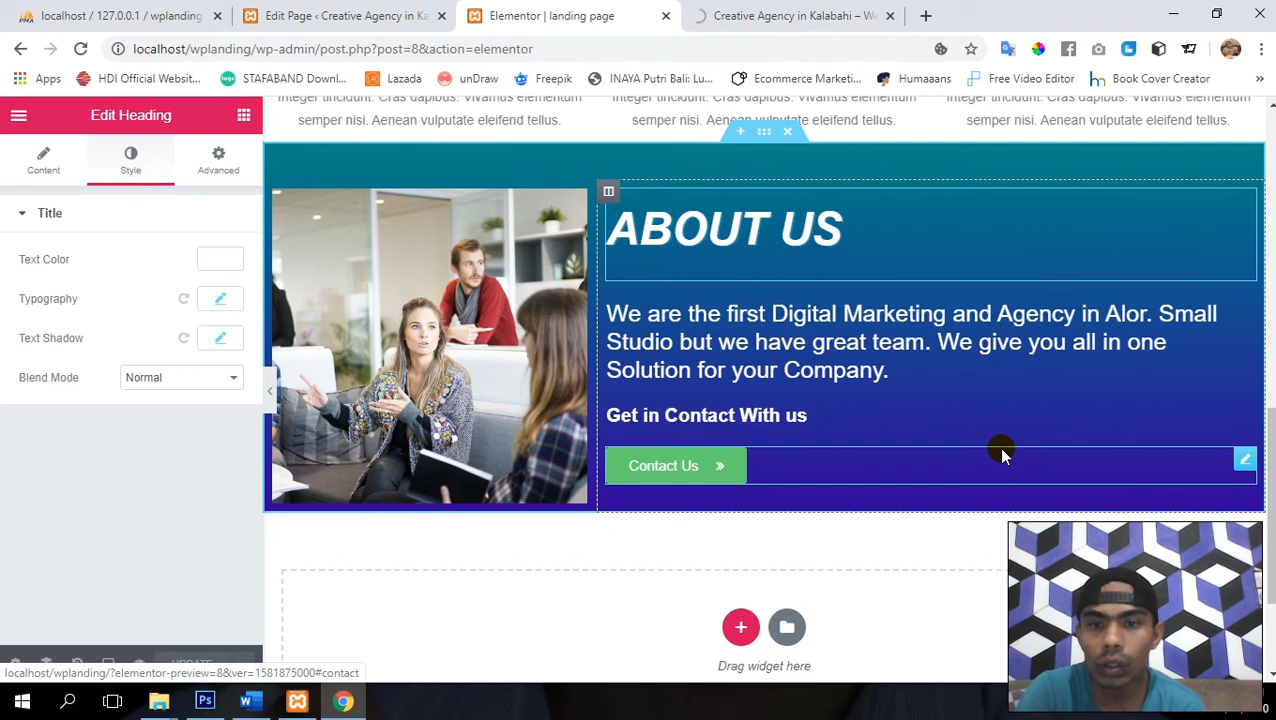 localhost / 127.0.0.1 / wplanding
Edit Page ‹ Creative Agency in Ka
Elementor | landing page
Creative Agency in Kalabahi – We
localhost/wplanding/wp-admin/post.php?post=8&action=elementor
Apps
HDI Official Websit...
STAFABAND Downl...
Lazada
unDraw
Freepik
INAYA Putri Bali: Lu...
Ecommerce Marketi...
Humaaans
Free Video Editor
Book Cover Creator
»
Edit Heading
Content
Style
Advanced
Title
Text Color
Typography
Text Shadow
Blend Mode
Normal
Integer tincidunt. Cras dapibus. Vivamus elementum
semper nisi. Aenean vulputate eleifend tellus.
Integer tincidunt. Cras dapibus. Vivamus elementum
semper nisi. Aenean vulputate eleifend tellus.
Integer tincidunt. Cras dapibus. Vivamus elementum
semper nisi. Aenean vulputate eleifend tellus.
ABOUT US
We are the first Digital Marketing and Agency in Alor. Small
Studio but we have great team. We give you all in one
Solution for your Company.
Get in Contact With us
Contact Us »
Drag widget here
UPDATE
localhost/wplanding/?elementor-preview=8&ver=1581875000#contact